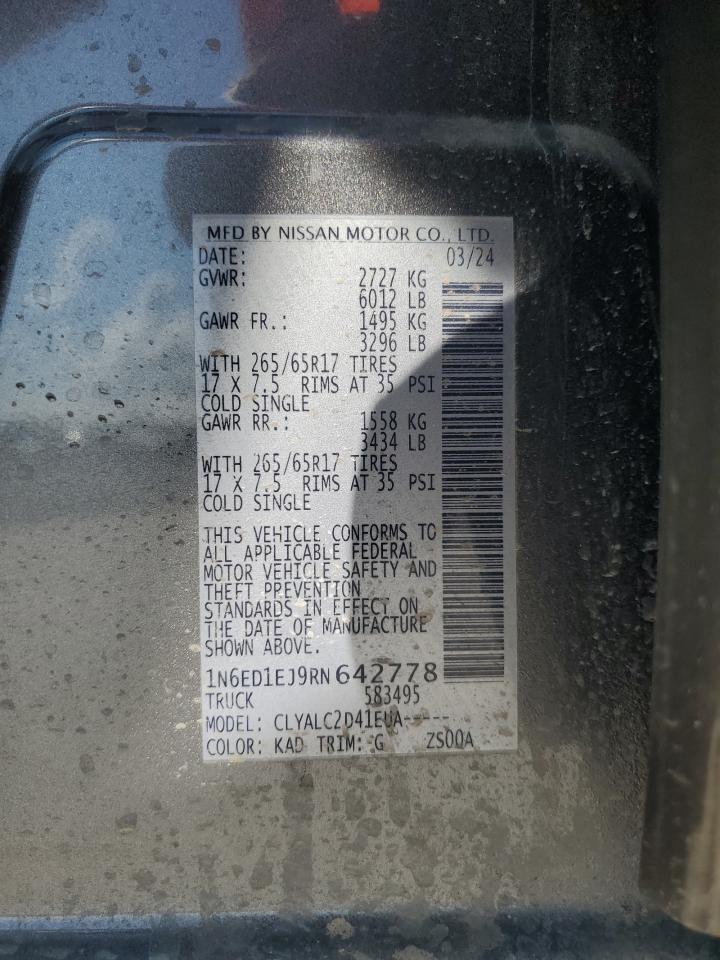 MFD BY NISSAN MOTOR CO., LTD.
DATE: 03/24
GVWR: 2727 KG
6012 LB
GAWR FR.: 1495 KG
3296 LB
WITH 265/65R17 TIRES
17 X 7.5 RIMS AT 35 PSI
COLD SINGLE
GAWR RR.: 1558 KG
3434 LB
WITH 265/65R17 TIRES
17 X 7.5 RIMS AT 35 PSI
COLD SINGLE
THIS VEHICLE CONFORMS TO
ALL APPLICABLE FEDERAL
MOTOR VEHICLE SAFETY AND
THEFT PREVENTION
STANDARDS IN EFFECT ON
THE DATE OF MANUFACTURE
SHOWN ABOVE.
1N6ED1EJ9RN642778
TRUCK 583495
MODEL: CLYALC2D41EUA-----
COLOR: KAD TRIM: G ZS00A